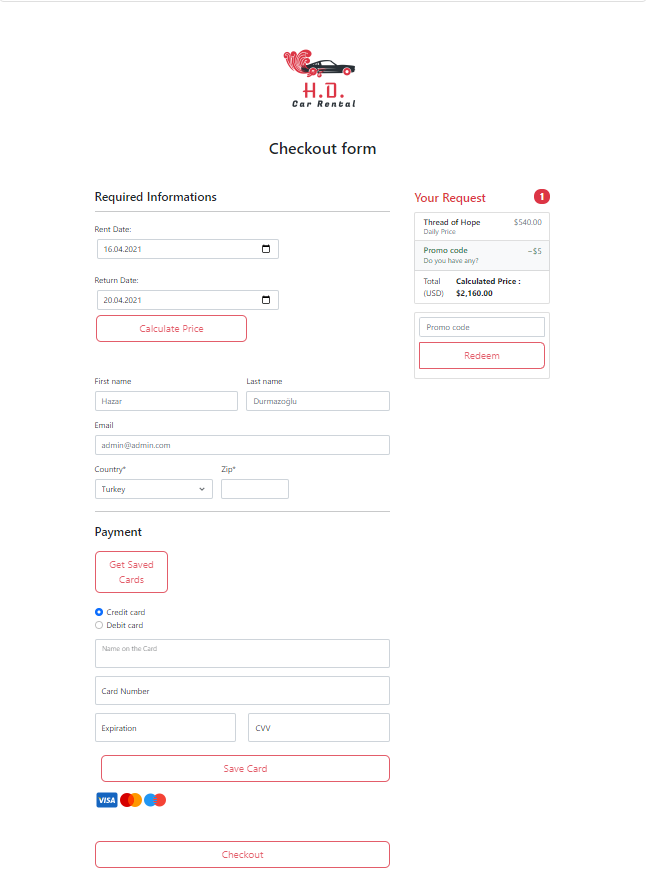 H.D.
Car Rental
Checkout form
Required Informations
Rent Date:
16.04.2021
Return Date:
20.04.2021
Calculate Price
First name
Last name
Hazar
Durmazoğlu
Email
admin@admin.com
Country*
Zip*
Turkey
Payment
Get Saved
Cards
Credit card
Debit card
Name on the Card
Card Number
Expiration
CVV
Save Card
VISA
Checkout
Your Request
1
Thread of Hope
$540.00
Daily Price
Promo code
−$5
Do you have any?
Total
(USD)
Calculated Price :
$2,160.00
Promo code
Redeem